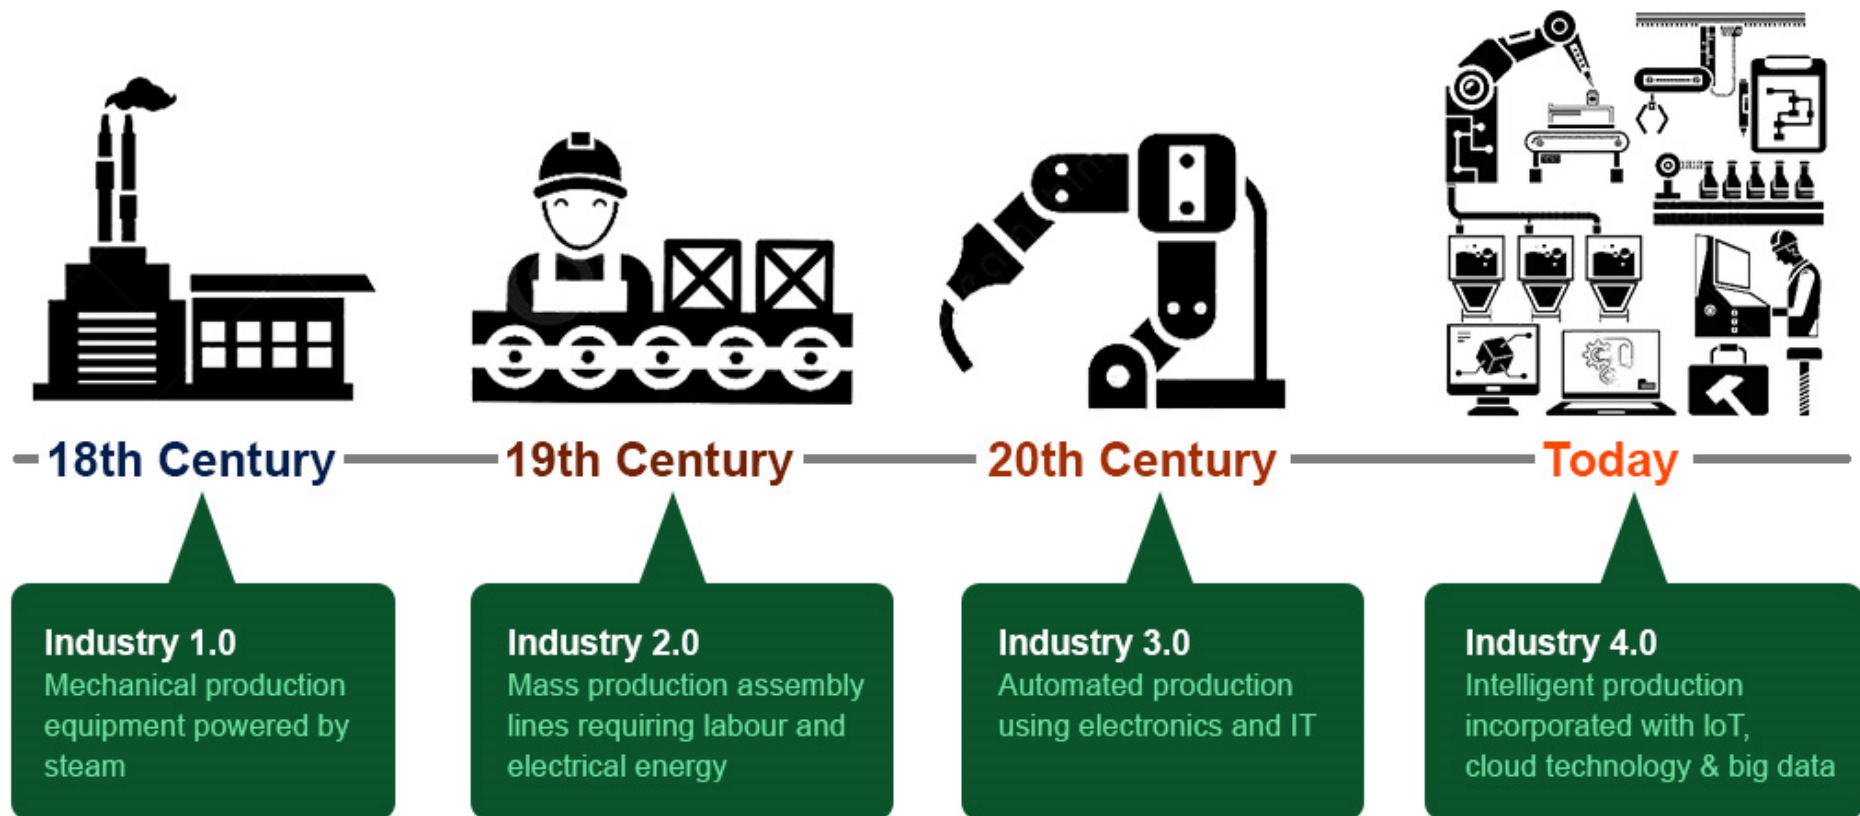 18th Century
19th Century
20th Century
Today
Industry 1.0
Mechanical production
equipment powered by
steam
Industry 2.0
Mass production assembly
lines requiring labour and
electrical energy
Industry 3.0
Automated production
using electronics and IT
Industry 4.0
Intelligent production
incorporated with IoT,
cloud technology & big data